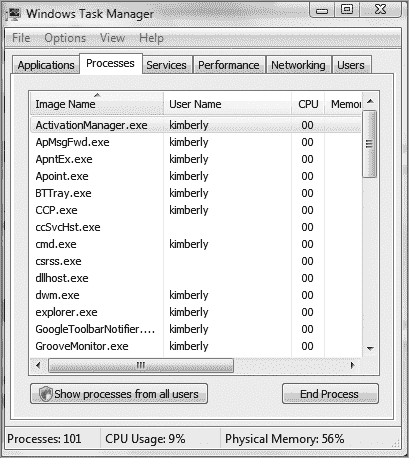 Windows Task Manager
File Options View Help
Applications Processes Services Performance Networking Users
Image Name User Name CPU Memor
ActivationManager.exe kimberly 00
ApMsgFwd.exe kimberly 00
ApntEx.exe kimberly 00
Apoint.exe kimberly 00
BTTray.exe kimberly 00
CCP.exe kimberly 00
ccSvcHst.exe 00
cmd.exe kimberly 00
csrss.exe 00
dllhost.exe 00
dwm.exe kimberly 00
explorer.exe kimberly 00
GoogleToolbarNotifier.... kimberly 00
GrooveMonitor.exe kimberly 00
Show processes from all users End Process
Processes: 101 CPU Usage: 9% Physical Memory: 56%